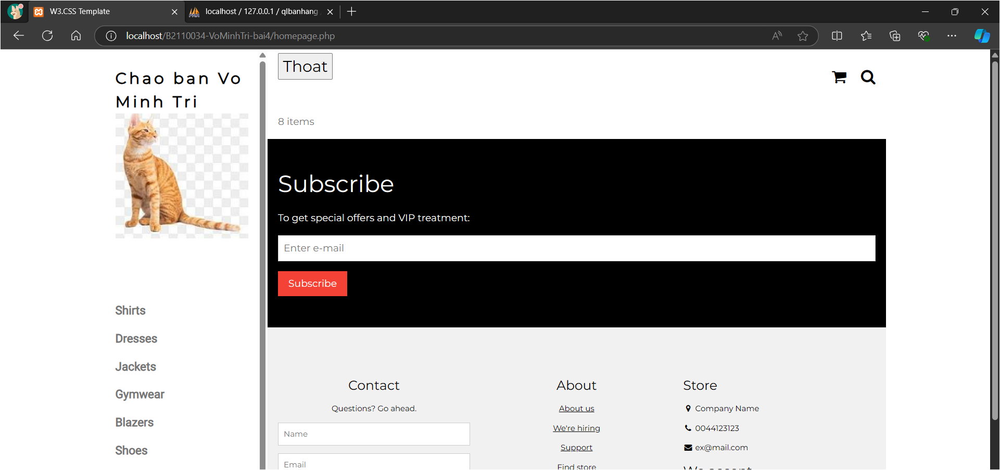 W3.CSS Template
localhost / 127.0.0.1 / qlbanhang
localhost/B2110034-VoMinhTri-bai4/homepage.php
Chao ban Vo
Minh Tri
Shirts
Dresses
Jackets
Gymwear
Blazers
Shoes
Thoat
8 items
Subscribe
To get special offers and VIP treatment:
Enter e-mail
Subscribe
Contact
Questions? Go ahead.
Name
Email
About
About us
We're hiring
Support
Find store
Store
Company Name
0044123123
ex@mail.com
We accept